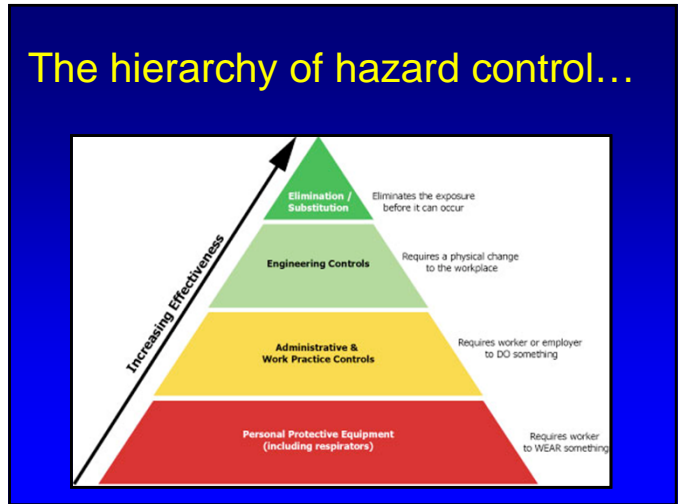 The hierarchy of hazard control…
Increasing Effectiveness
Elimination /
Substitution
Eliminates the exposure
before it can occur
Engineering Controls
Requires a physical change
to the workplace
Administrative &
Work Practice Controls
Requires worker or employer
to DO something
Personal Protective Equipment
(including respirators)
Requires worker
to WEAR something